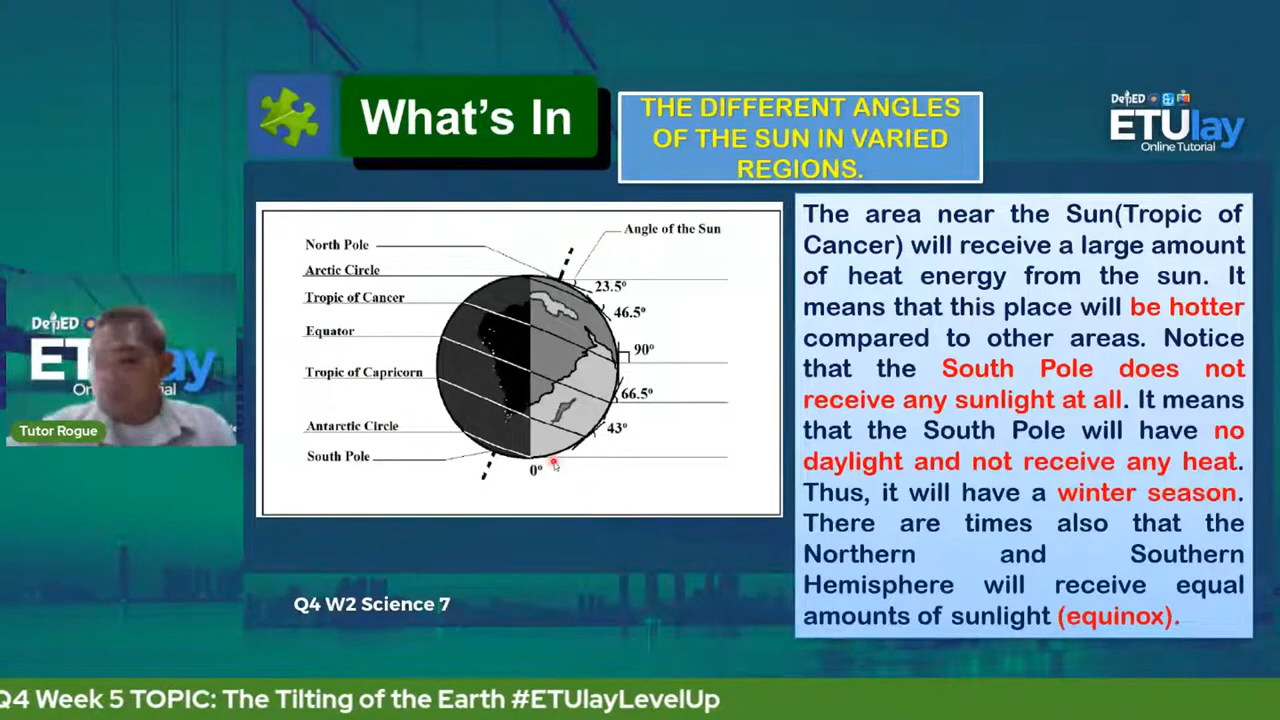 What's In
THE DIFFERENT ANGLES
OF THE SUN IN VARIED
REGIONS.
DepED
ETUlay
Online Tutorial
North Pole
Arctic Circle
Tropic of Cancer
Equator
Tropic of Capricorn
Antarctic Circle
South Pole
Angle of the Sun
23.5º
46.5º
90º
66.5º
43º
0º
The area near the Sun(Tropic of
Cancer) will receive a large amount
of heat energy from the sun. It
means that this place will be hotter
compared to other areas. Notice
that the South Pole does not
receive any sunlight at all. It means
that the South Pole will have no
daylight and not receive any heat.
Thus, it will have a winter season.
There are times also that the
Northern and Southern
Hemisphere will receive equal
amounts of sunlight (equinox).
DepED
Tutor Rogue
Q4 W2 Science 7
Q4 Week 5 TOPIC: The Tilting of the Earth #ETUlayLevelUp